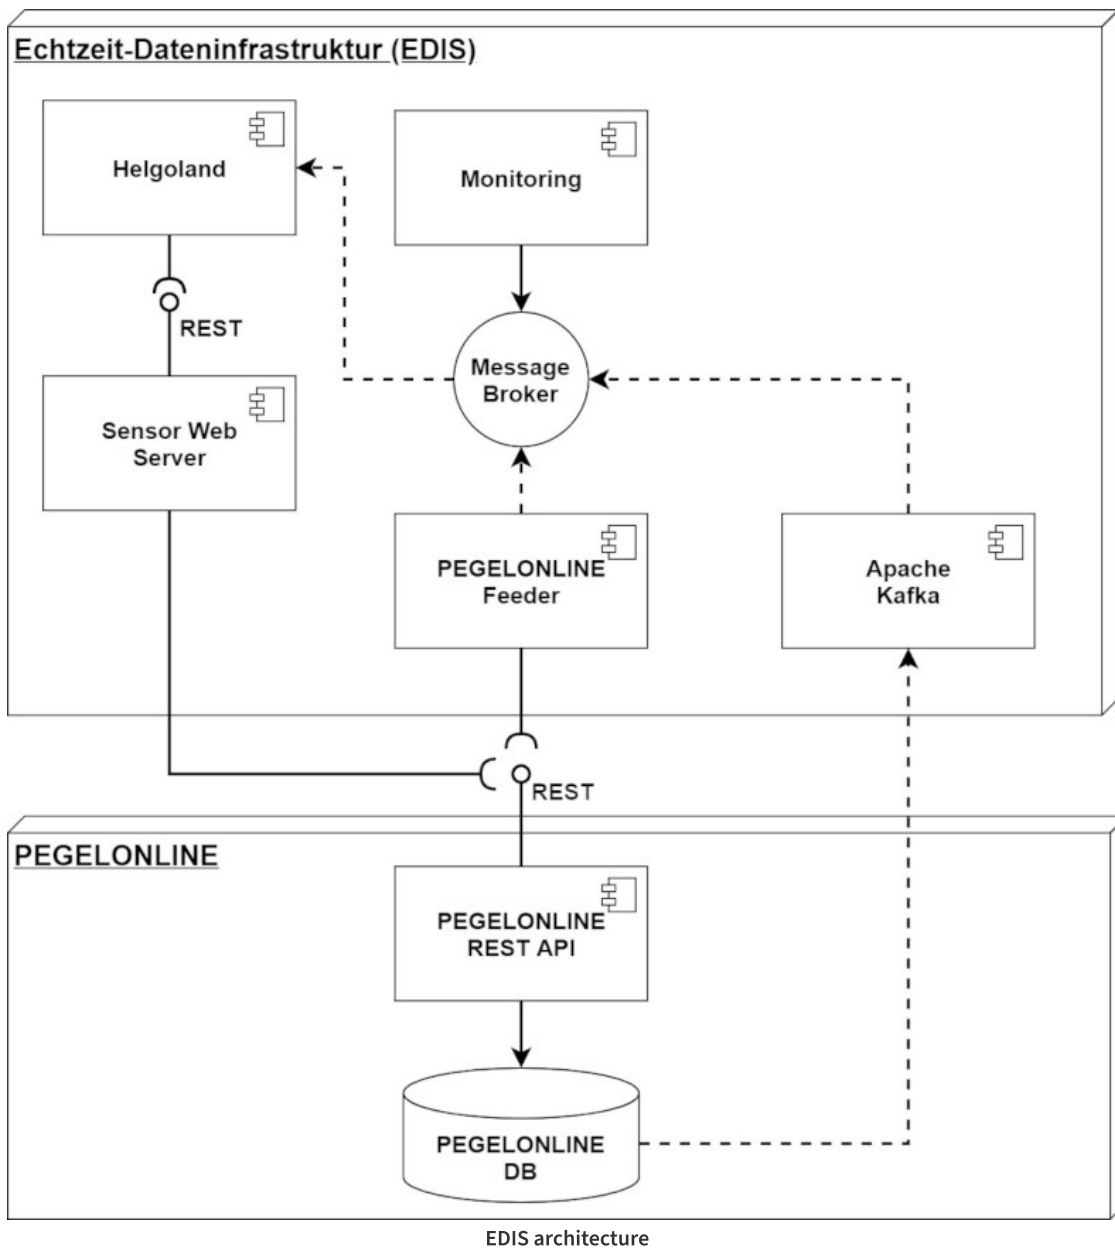 Echtzeit-Dateninfrastruktur (EDIS)
Helgoland
Monitoring
REST
Message
Broker
Sensor Web
Server
PEGELONLINE
Feeder
Apache
Kafka
REST
PEGELONLINE
PEGELONLINE
REST API
PEGELONLINE
DB
EDIS architecture